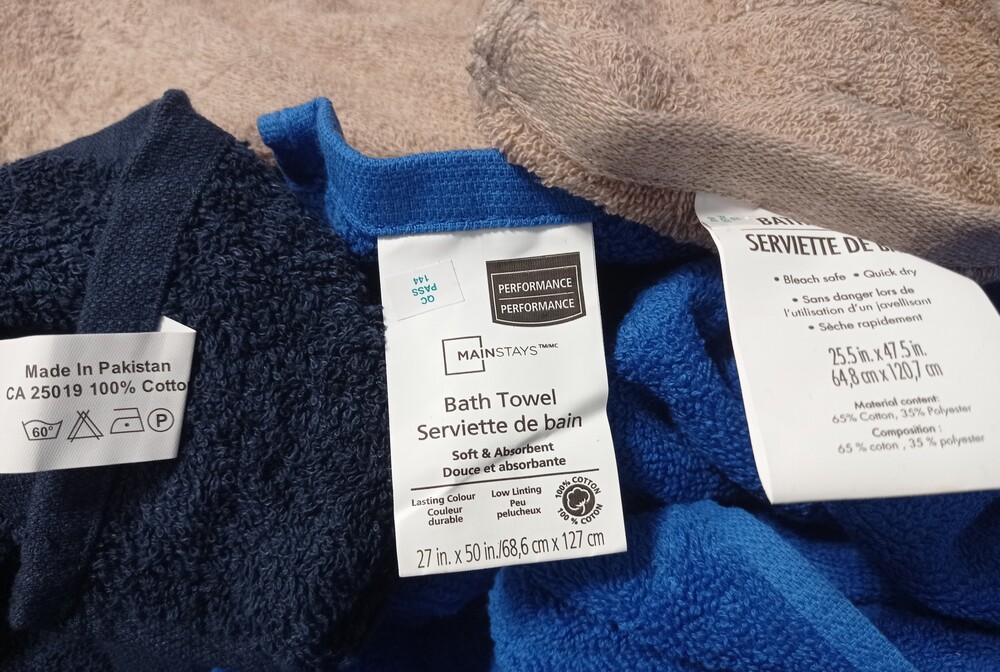 Made In Pakistan
CA 25019 100% Cotto
60°
P
QC
PASS
144
PERFORMANCE
PERFORMANCE
MAINSTAYS™/MC
Bath Towel
Serviette de bain
Soft & Absorbent
Douce et absorbante
Lasting Colour
Couleur
durable
Low Linting
Peu
pelucheux
100% COTTON
100% COTON
27 in. x 50 in./68,6 cm x 127 cm
SERVIETTE DE
• Bleach safe • Quick dry
• Sans danger lors de
l'utilisation d'un javellisant
• Sèche rapidement
25.5 in. x 47.5 in.
64,8 cm x 120,7 cm
Material content:
65% Cotton, 35% Polyester
Composition :
65 % coton , 35 % polyester